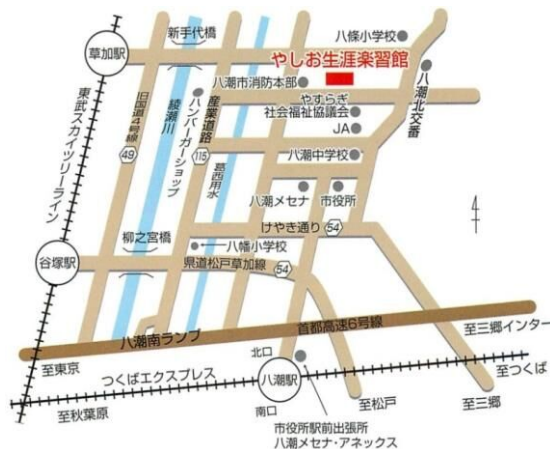 新手代橋
八條小学校
草加駅
やしお生涯楽習館
八潮市消防本部
八潮北交番
東武スカイツリーライン
旧国道4号線
綾瀬川
ハンバーガーショップ
産業道路
やすらぎ
社会福祉協議会
JA
49
115
葛西用水
八潮中学校
八潮メセナ
市役所
けやき通り
54
柳之宮橋
八幡小学校
谷塚駅
県道松戸草加線
54
首都高速6号線
至三郷インター
八潮南ランプ
至東京
北口
至つくば
つくばエクスプレス
八潮駅
至秋葉原
南口
至松戸
至三郷
市役所駅前出張所
八潮メセナ・アネックス